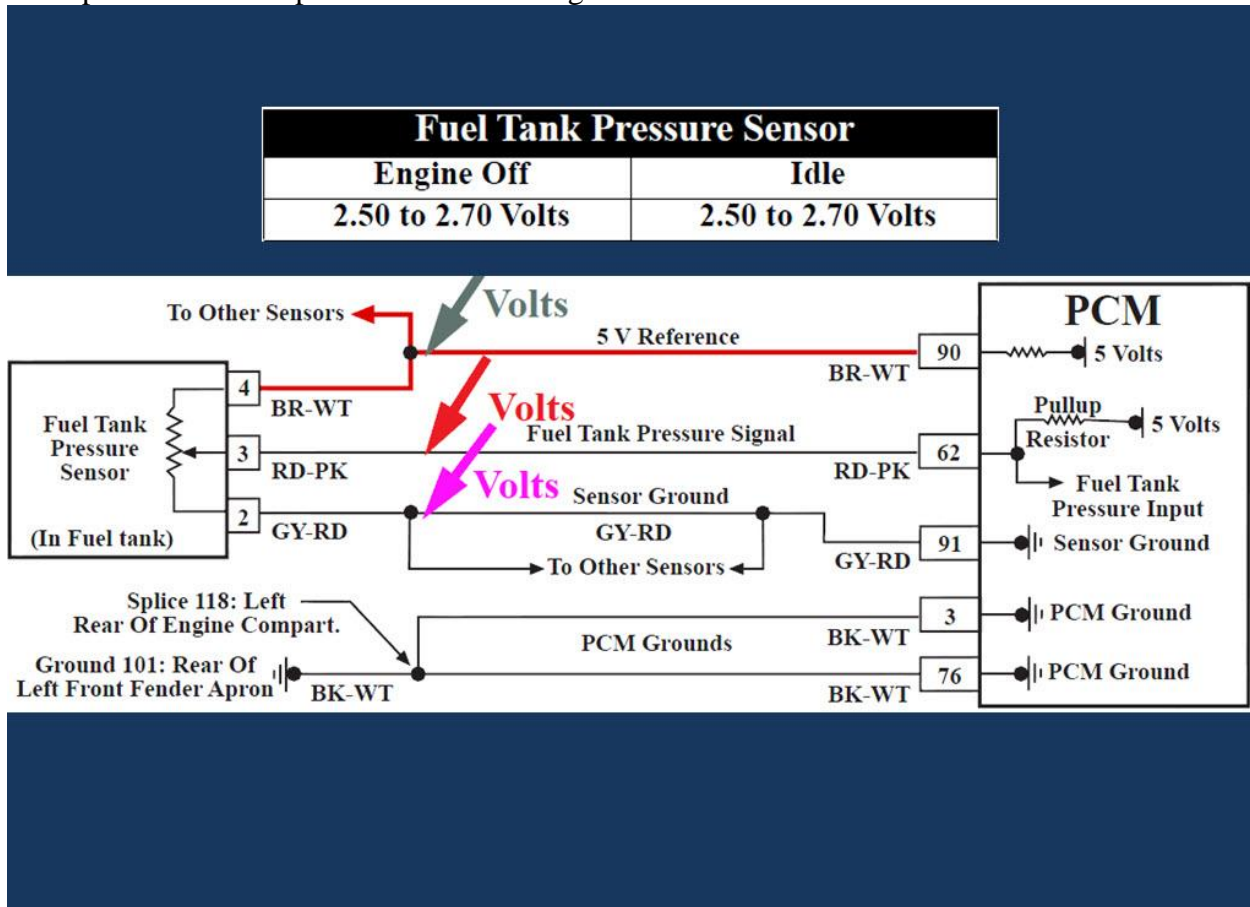 Fuel Tank Pressure Sensor
Engine Off Idle
2.50 to 2.70 Volts 2.50 to 2.70 Volts
To Other Sensors
Volts
5 V Reference
PCM
90
5 Volts
BR-WT
4
BR-WT
Fuel Tank
Pressure
Sensor
Volts
Pullup
Resistor
5 Volts
3
Fuel Tank Pressure Signal
62
RD-PK
RD-PK
Fuel Tank
Pressure Input
Volts
Sensor Ground
2
(In Fuel tank)
GY-RD
GY-RD
GY-RD
91
Sensor Ground
To Other Sensors
Splice 118: Left
Rear Of Engine Compart.
3
PCM Ground
PCM Grounds
BK-WT
Ground 101: Rear Of
Left Front Fender Apron
BK-WT
76
PCM Ground
BK-WT